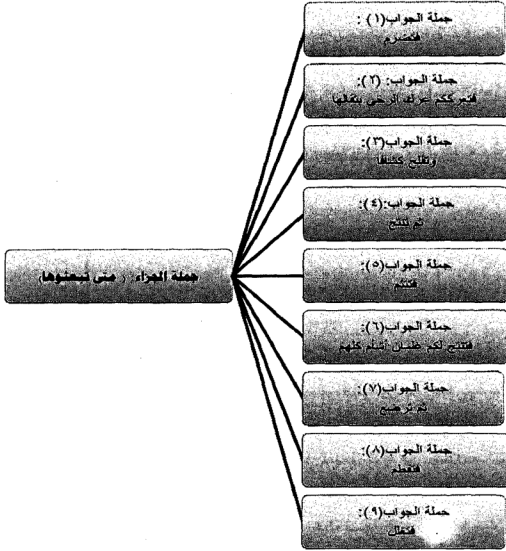 جملة الجواب(١) :
فتضرم
جملة الجواب: (٢):
فتعرككم عرك الرحى بثفالها
جملة الجواب(٣):
وتلقح كشافا
جملة الجواب:(٤):
ثم تنتج
جملة الجواب(٥):
فتتئم
جملة الجزاء: ( متى تبعثوها)
جملة الجواب(٦):
فتنتج لكم غلمان أشأم كلهم
جملة الجواب(٧):
ثم ترضع
جملة الجواب(٨):
فتفطم
جملة الجواب(٩):
فتغلل